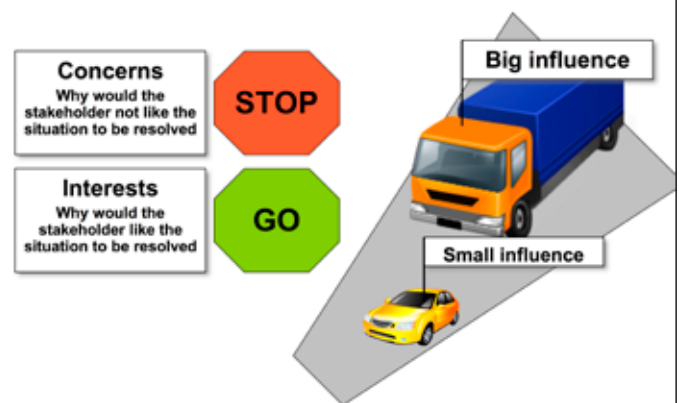 Concerns
Why would the
stakeholder not like the
situation to be resolved
STOP
Interests
Why would the
stakeholder like the
situation to be resolved
GO
Big influence
Small influence